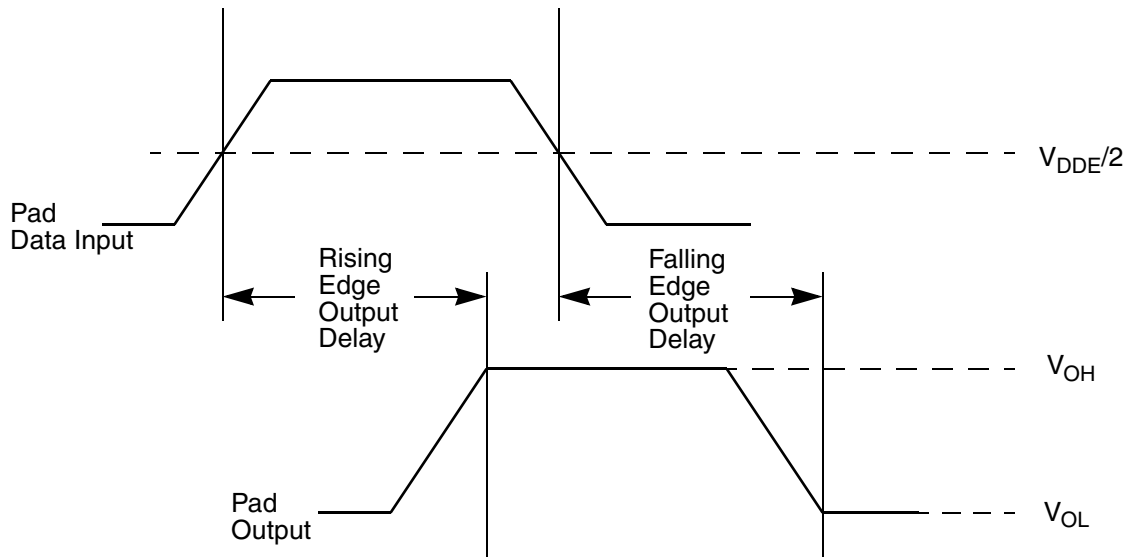 V_DDE/2
Pad
Data Input
Rising
Edge
Output
Delay
Falling
Edge
Output
Delay
V_OH
Pad
Output
V_OL